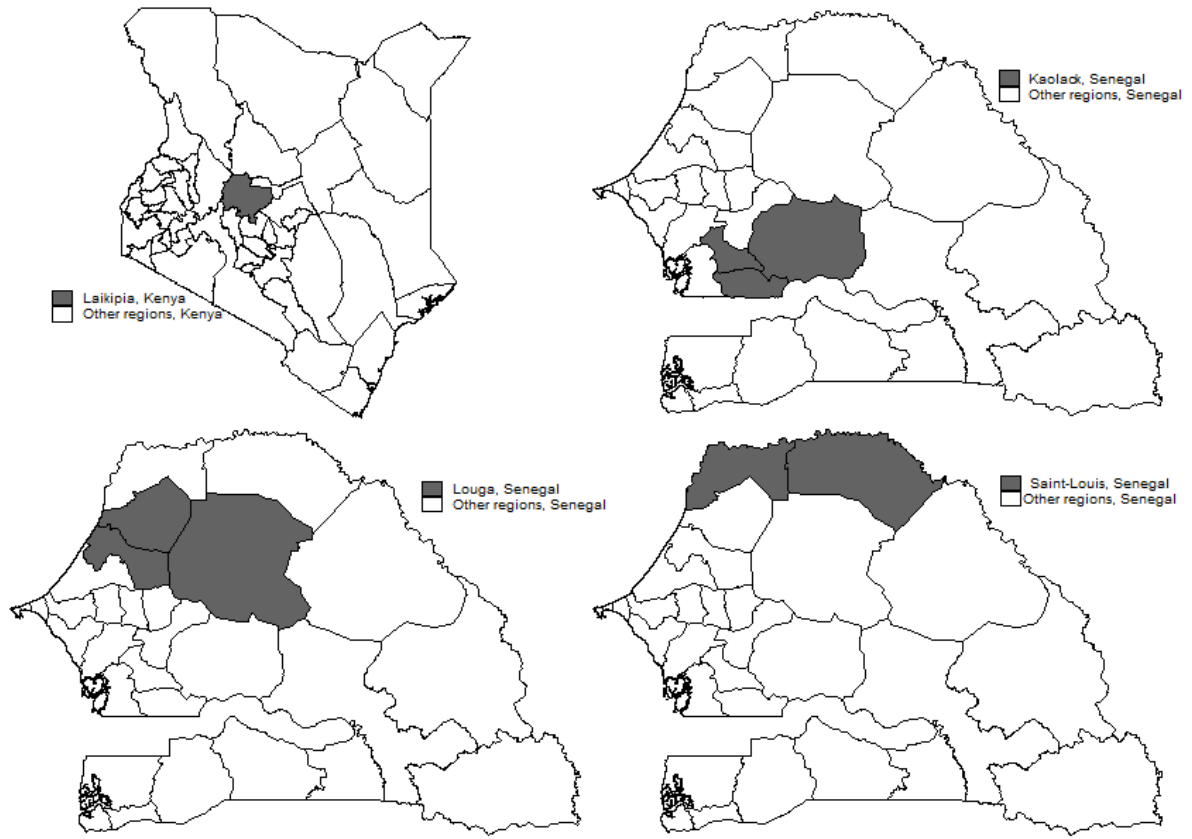 Laikipia, Kenya
Other regions, Kenya
Kaolack, Senegal
Other regions, Senegal
Louga, Senegal
Other regions, Senegal
Saint-Louis, Senegal
Other regions, Senegal